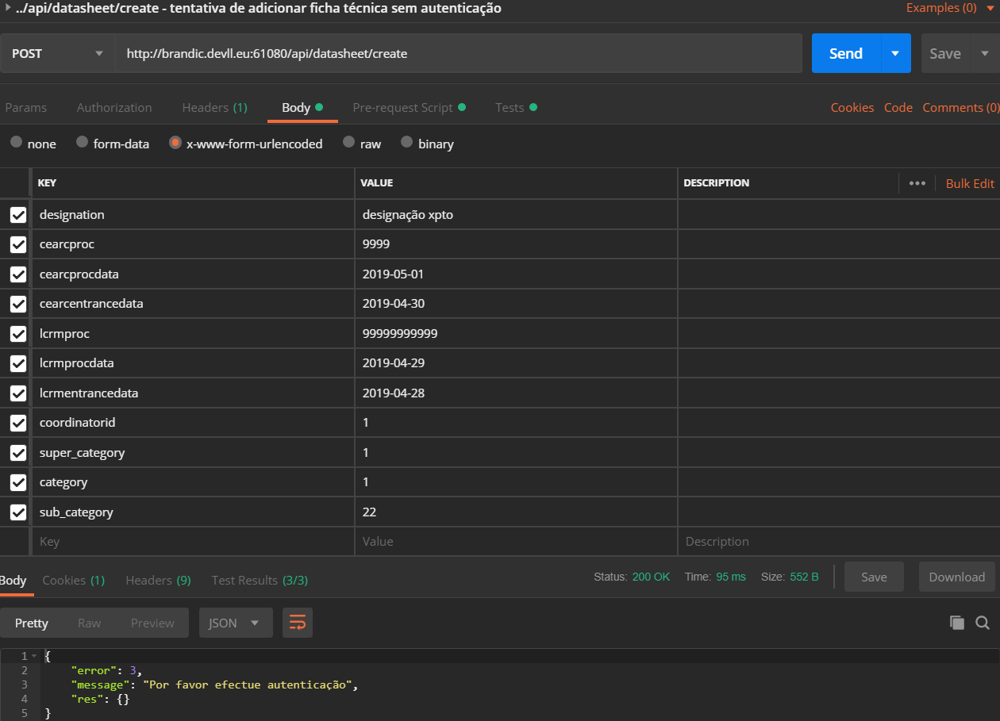 ../api/datasheet/create - tentativa de adicionar ficha técnica sem autenticação Examples (0)
POST http://brandic.devll.eu:61080/api/datasheet/create Send Save
Params Authorization Headers (1) Body Pre-request Script Tests Cookies Code Comments (0)
none form-data x-www-form-urlencoded raw binary
KEY VALUE DESCRIPTION ••• Bulk Edit
designation designação xpto
cearcproc 9999
cearcprocdata 2019-05-01
cearcentrancedata 2019-04-30
lcrmproc 99999999999
lcrmprocdata 2019-04-29
lcrmentrancedata 2019-04-28
coordinatorid 1
super_category 1
category 1
sub_category 22
Key Value Description
Body Cookies (1) Headers (9) Test Results (3/3) Status: 200 OK Time: 95 ms Size: 552 B Save Download
Pretty Raw Preview JSON
1 {
2 "error": 3,
3 "message": "Por favor efectue autenticação",
4 "res": {}
5 }